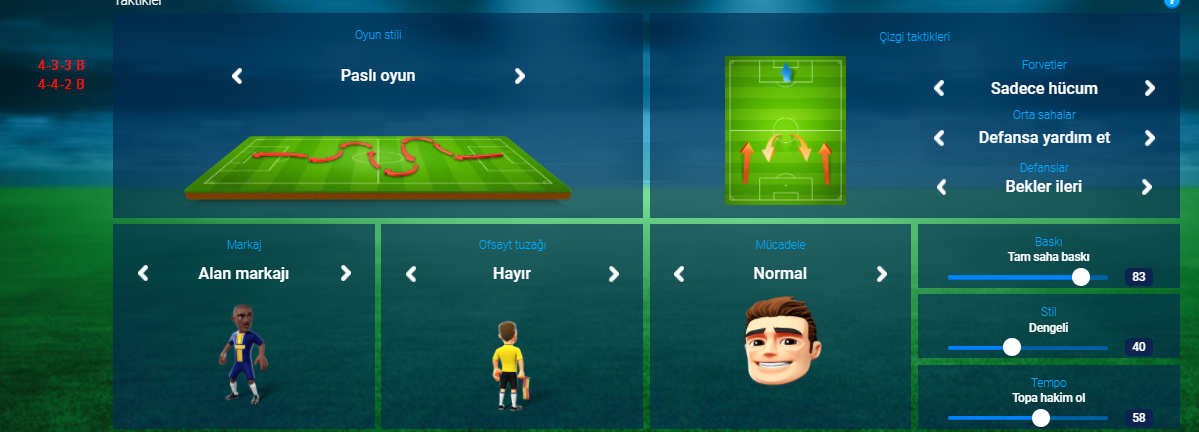 Taktikler
4-3-3 B
4-4-2 B
Oyun stili
Paslı oyun
Çizgi taktikleri
Forvetler
Sadece hücum
Orta sahalar
Defansa yardım et
Defanslar
Bekler ileri
Markaj
Alan markajı
Ofsayt tuzağı
Hayır
Mücadele
Normal
Baskı
Tam saha baskı
83
Stil
Dengeli
40
Tempo
Topa hakim ol
58